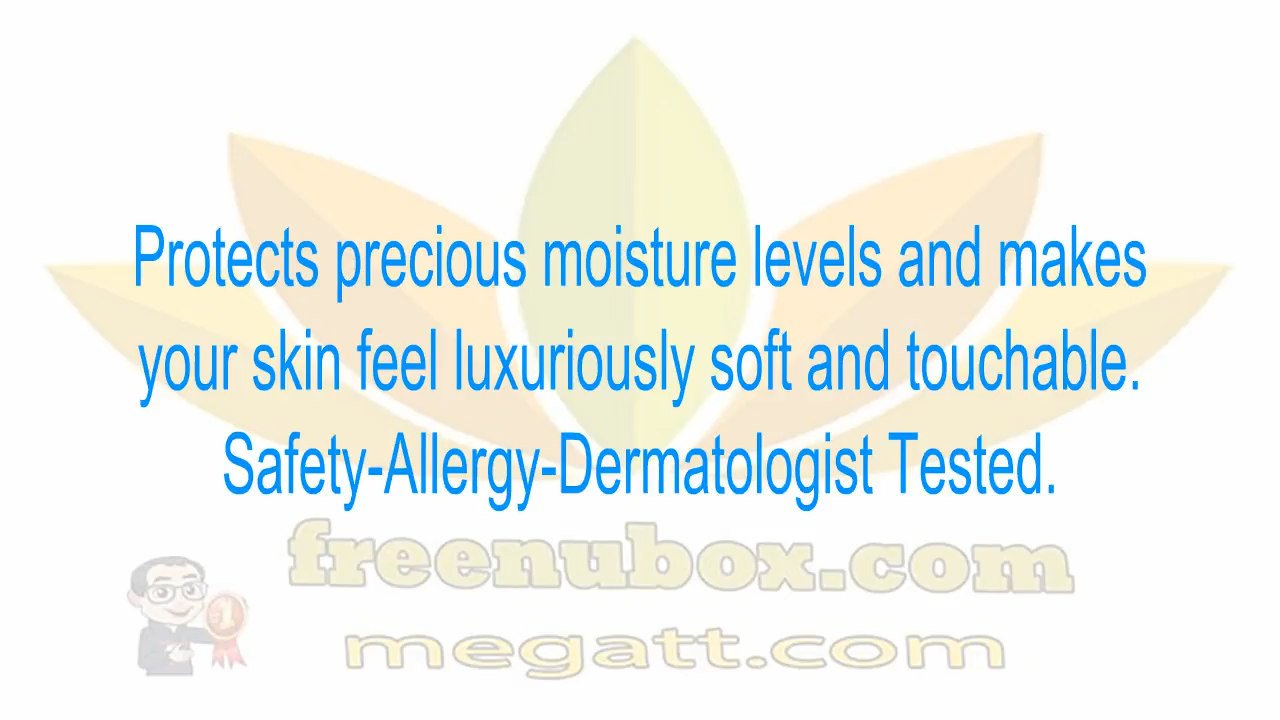 Protects precious moisture levels and makes
your skin feel luxuriously soft and touchable.
Safety-Allergy-Dermatologist Tested.
freenubox.com
1
megatt.com